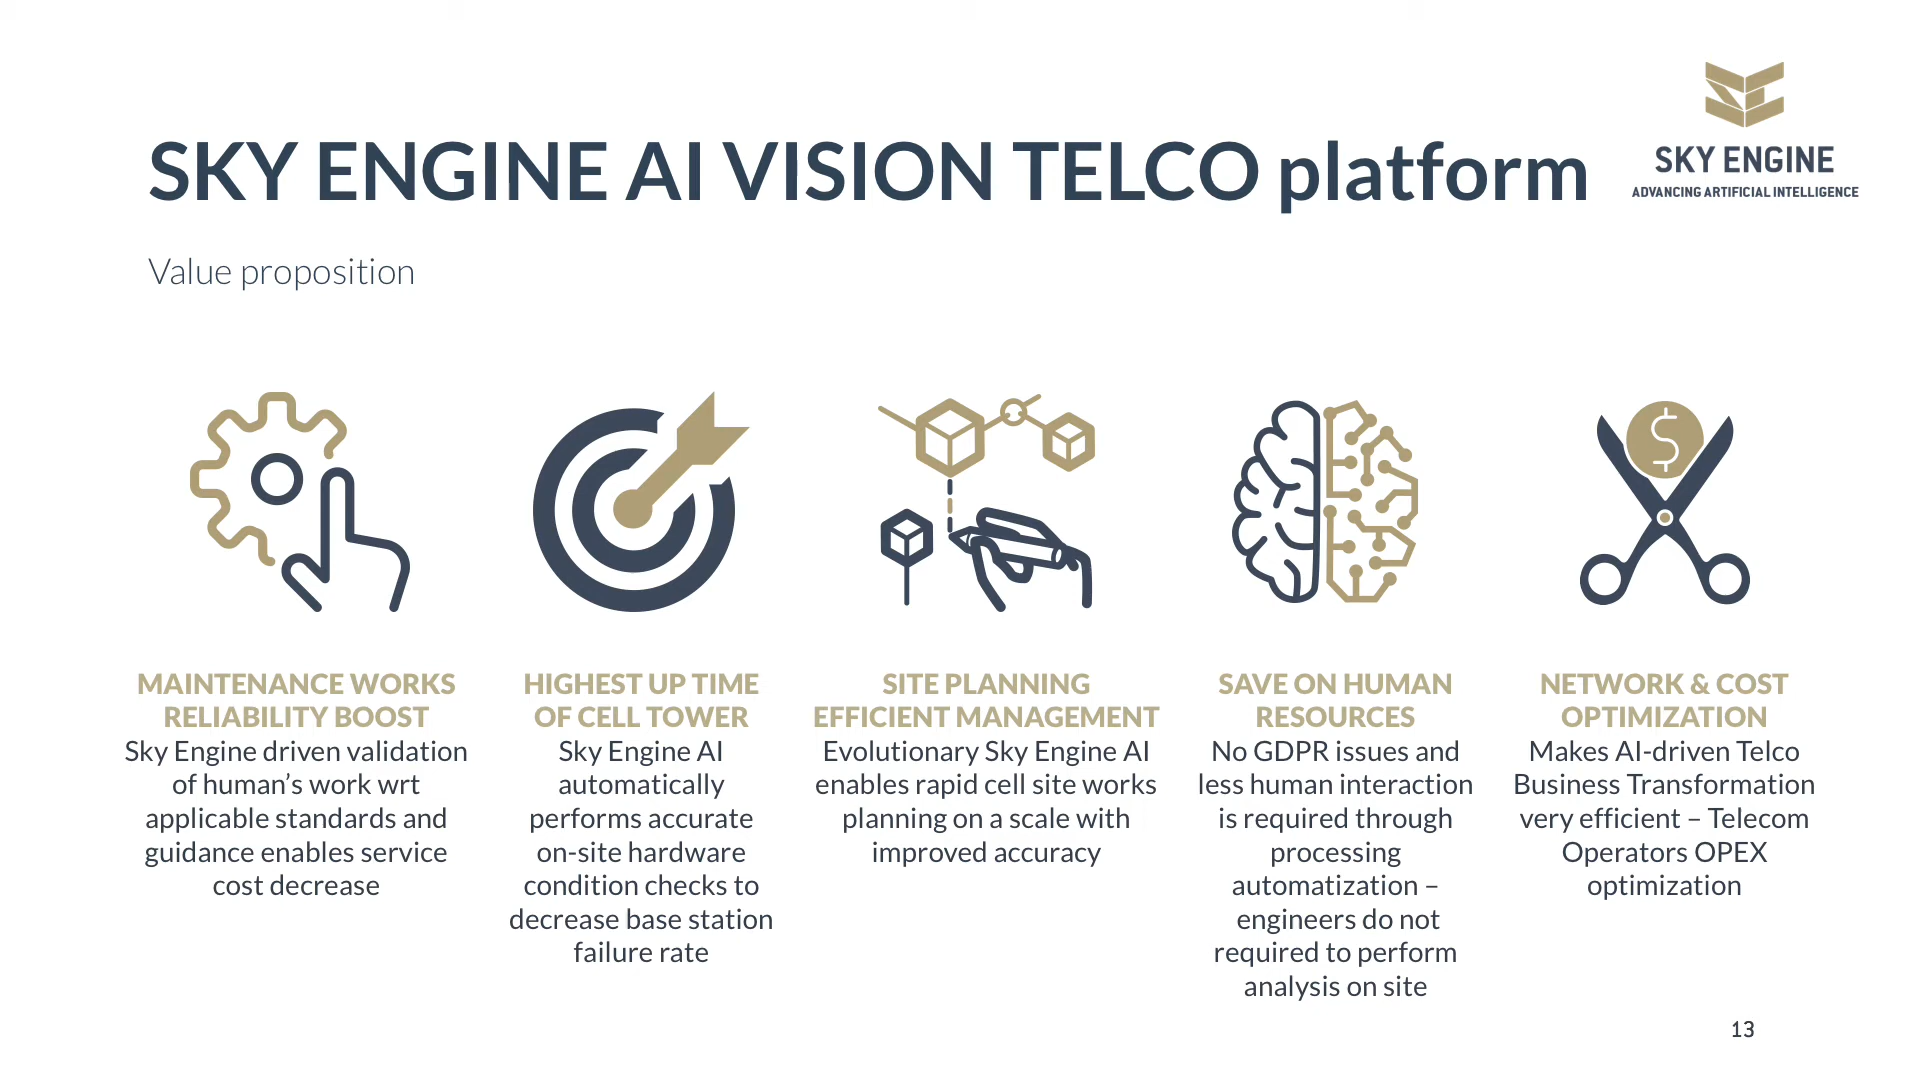 SKY ENGINE AI VISION TELCO platform
SKY ENGINE
ADVANCING ARTIFICIAL INTELLIGENCE
Value proposition
$
MAINTENANCE WORKS
RELIABILITY BOOST
Sky Engine driven validation
of human’s work wrt
applicable standards and
guidance enables service
cost decrease
HIGHEST UP TIME
OF CELL TOWER
Sky Engine AI
automatically
performs accurate
on-site hardware
condition checks to
decrease base station
failure rate
SITE PLANNING
EFFICIENT MANAGEMENT
Evolutionary Sky Engine AI
enables rapid cell site works
planning on a scale with
improved accuracy
SAVE ON HUMAN
RESOURCES
No GDPR issues and
less human interaction
is required through
processing
automatization –
engineers do not
required to perform
analysis on site
NETWORK & COST
OPTIMIZATION
Makes AI-driven Telco
Business Transformation
very efficient – Telecom
Operators OPEX
optimization
13